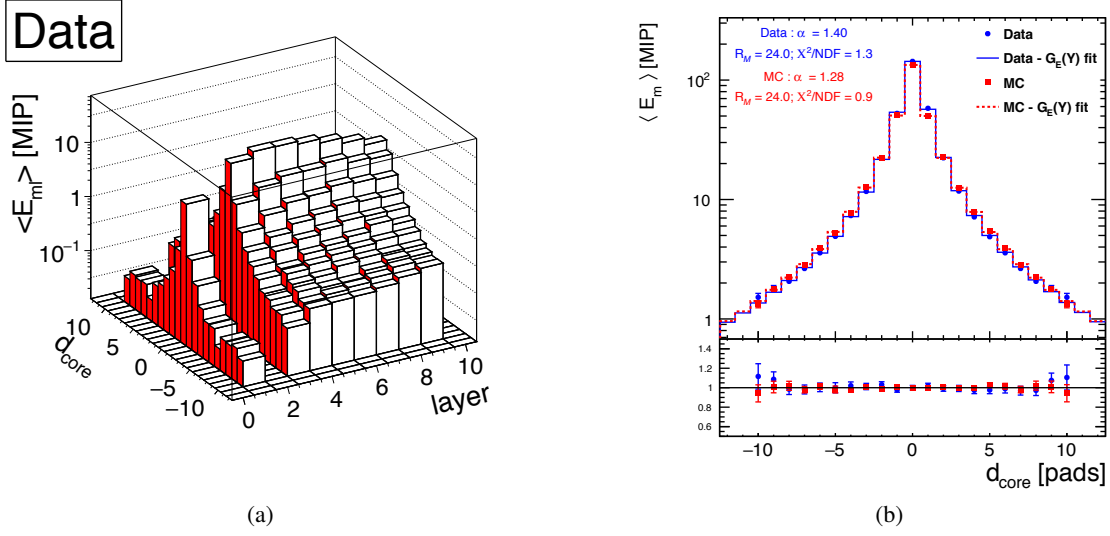 Data
<E_ml> [MIP]
10
1
10⁻¹
10
5
0
−5
−10
d_core
0
2
4
6
8
10
layer
(a)
⟨ E_m ⟩ [MIP]
10²
10
1
Data : α = 1.40
R_M = 24.0; X²/NDF = 1.3
MC : α = 1.28
R_M = 24.0; X²/NDF = 0.9
Data
Data - G_E(Y) fit
MC
MC - G_E(Y) fit
1.4
1.2
1
0.8
0.6
−10 −5 0 5 10
d_core [pads]
(b)